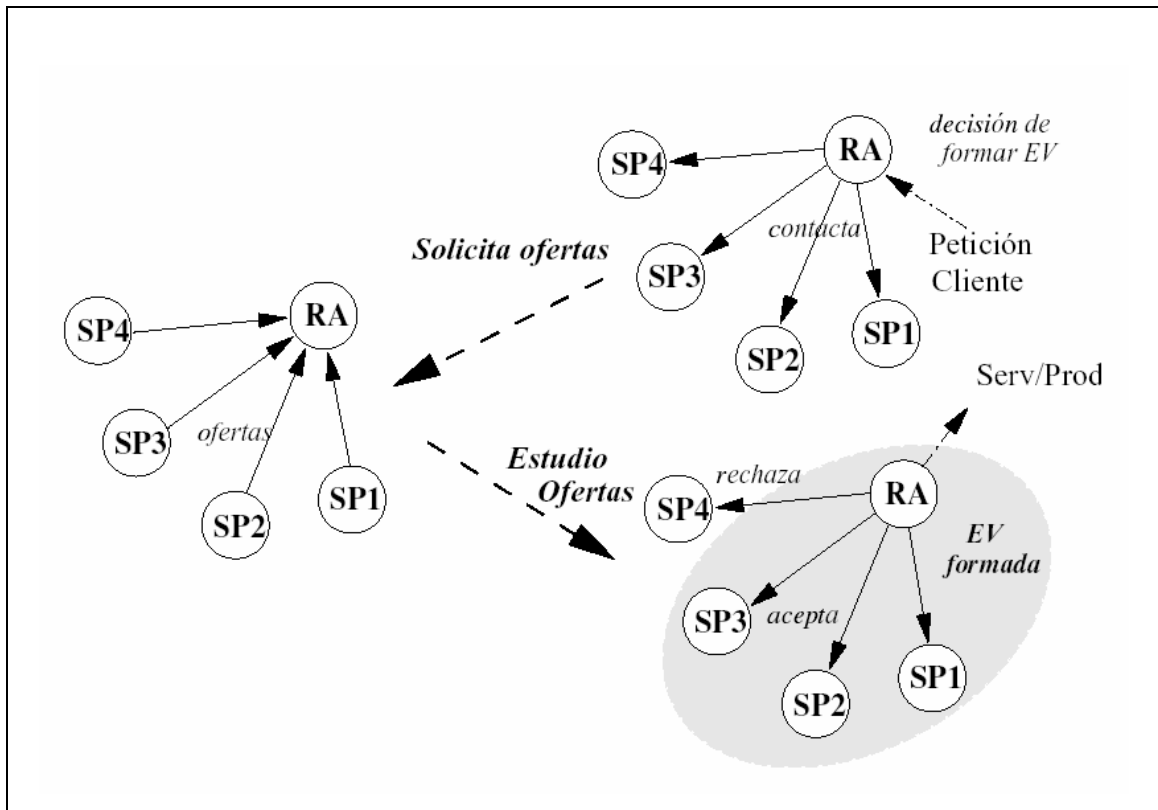 decisión de
formar EV
RA
SP4
contacta
Petición
Cliente
SP3
SP2
SP1
Solicita ofertas
RA
SP4
SP3
ofertas
SP2
SP1
Estudio
Ofertas
Serv/Prod
rechaza
RA
SP4
EV
formada
SP3
acepta
SP2
SP1